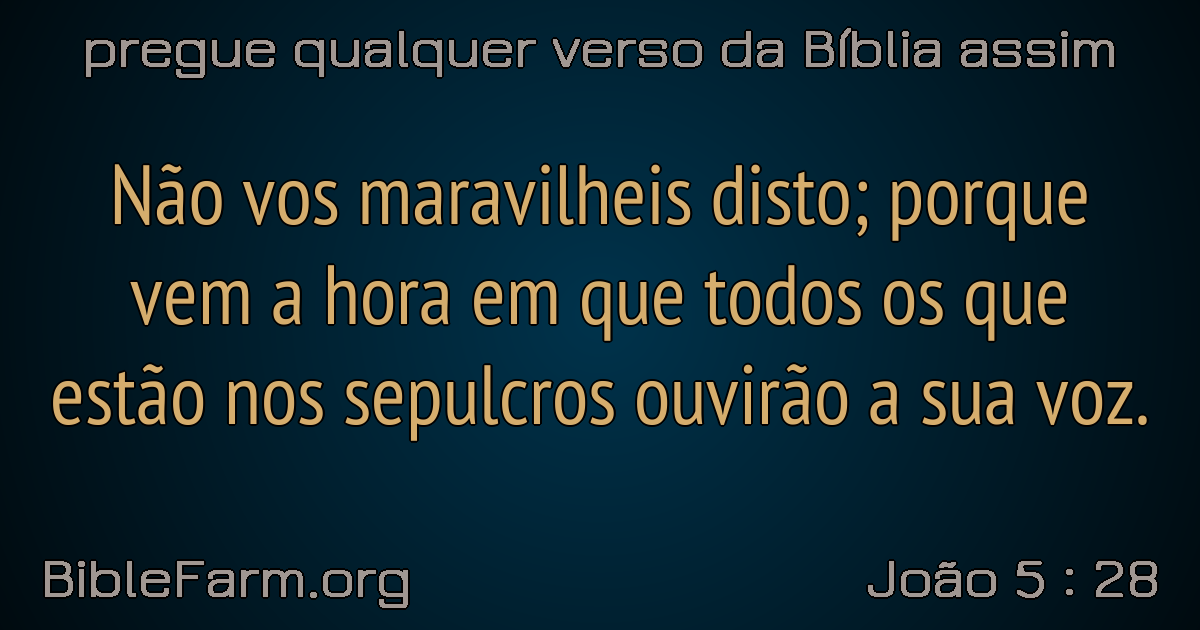 pregue qualquer verso da Bíblia assim
Não vos maravilheis disto; porque
vem a hora em que todos os que
estão nos sepulcros ouvirão a sua voz.
BibleFarm.org
João 5 : 28